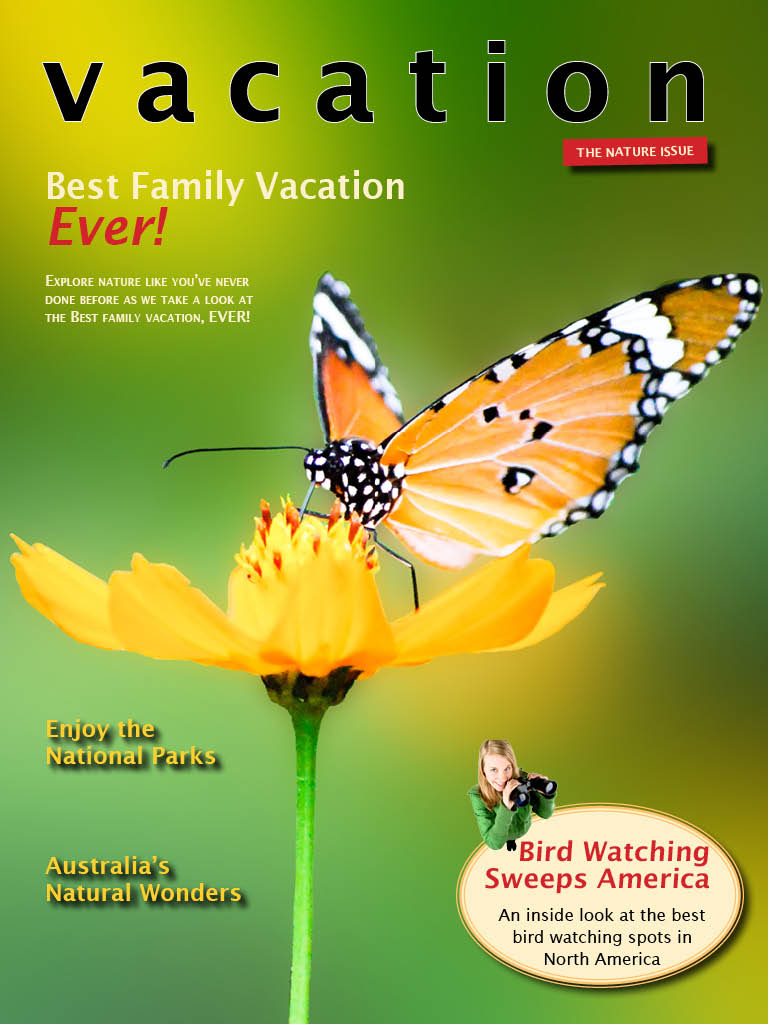 vacation
THE NATURE ISSUE
Best Family Vacation
Ever!
Explore nature like you've never
done before as we take a look at
the Best family vacation, EVER!
Enjoy the
National Parks
Australia's
Natural Wonders
Bird Watching
Sweeps America
An inside look at the best
bird watching spots in
North America